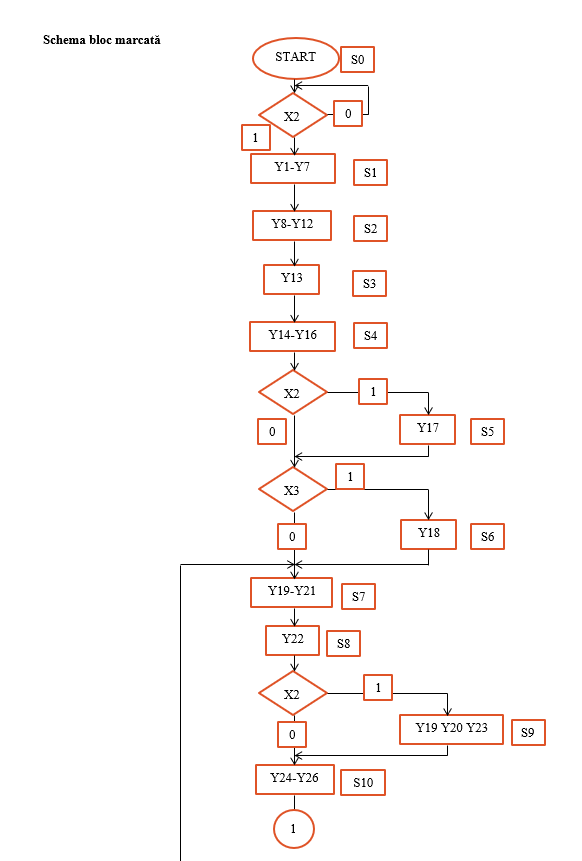 Schema bloc marcată
START
S0
X2
0
1
Y1-Y7
S1
Y8-Y12
S2
Y13
S3
Y14-Y16
S4
X2
1
0
Y17
S5
X3
1
0
Y18
S6
Y19-Y21
S7
Y22
S8
X2
1
0
Y19 Y20 Y23
S9
Y24-Y26
S10
1